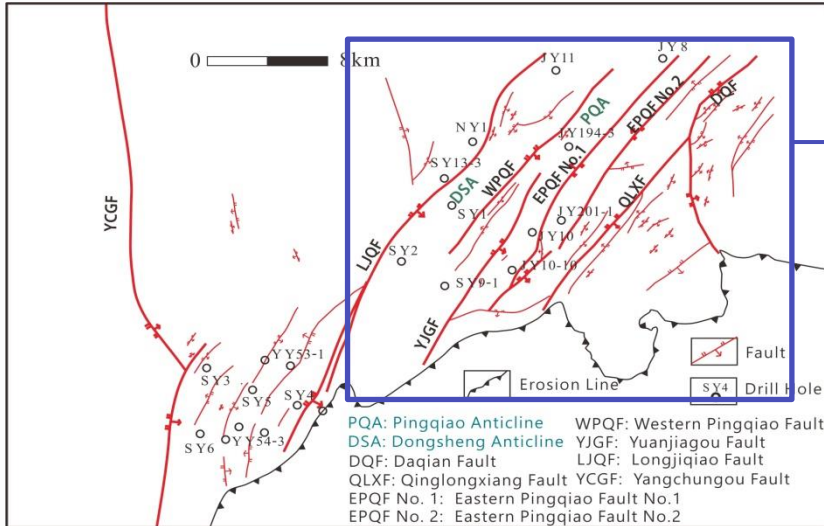 0 8km
JY11
JY8
PQA
EPQF No.2
DQF
NY1
JY194-3
SY13-3
DSA
WPQF
EPQF No.1
QLXF
YCGF
SY1
JY201-1
JY10
LJQF
SY2
JY10-10
SY9-1
YJGF
YY53-1
SY3
SY5
SY4
SY6
YY54-3
Fault
Erosion Line
SY4 Drill Hole
PQA: Pingqiao Anticline
DSA: Dongsheng Anticline
DQF: Daqian Fault
QLXF: Qinglongxiang Fault
EPQF No. 1: Eastern Pingqiao Fault No.1
EPQF No. 2: Eastern Pingqiao Fault No.2
WPQF: Western Pingqiao Fault
YJGF: Yuanjiagou Fault
LJQF: Longjiqiao Fault
YCGF: Yangchungou Fault